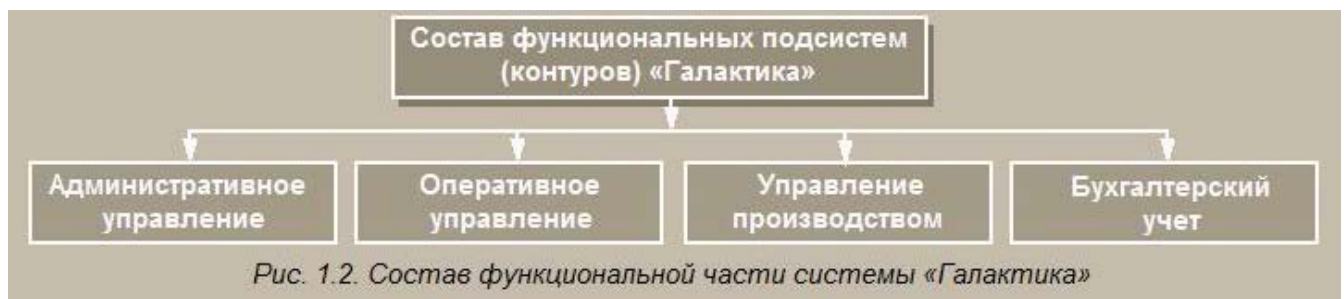 Состав функциональных подсистем
(контуров) «Галактика»
Административное
управление
Оперативное
управление
Управление
производством
Бухгалтерский
учет
Рис. 1.2. Состав функциональной части системы «Галактика»